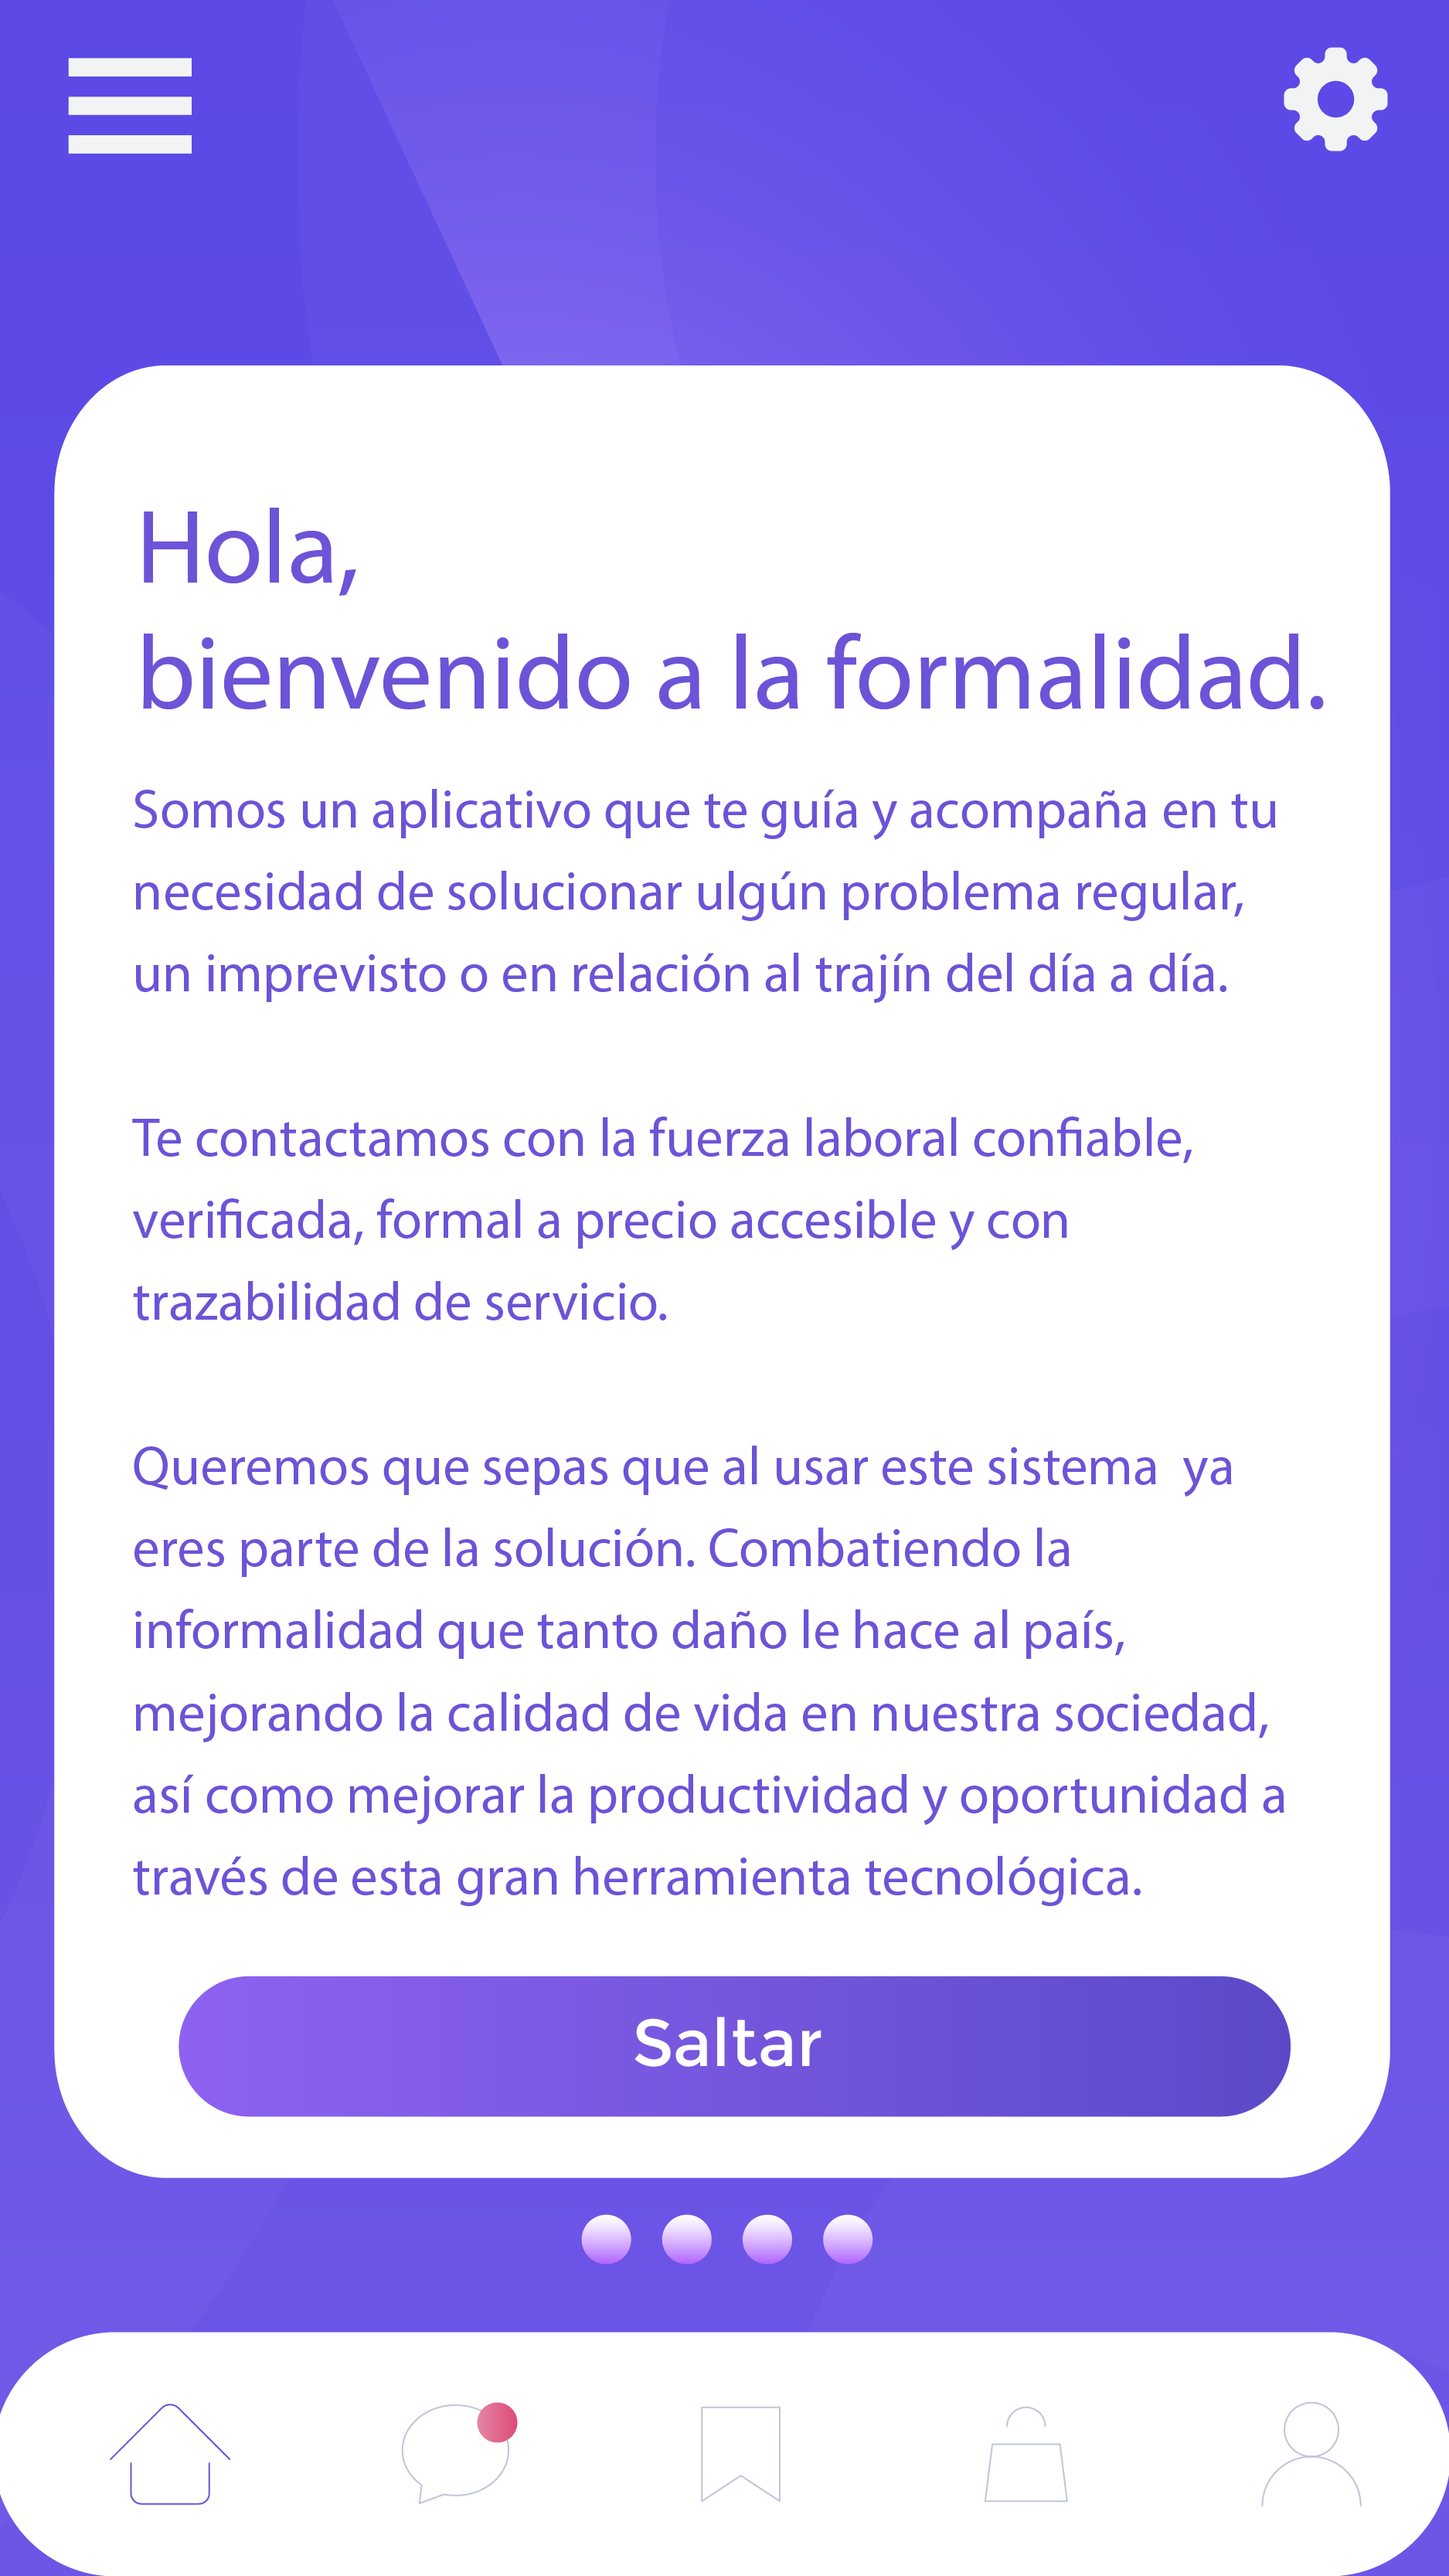 Hola,
bienvenido a la formalidad.
Somos un aplicativo que te guía y acompaña en tu
necesidad de solucionar ulgún problema regular,
un imprevisto o en relación al trajín del día a día.
Te contactamos con la fuerza laboral confiable,
verificada, formal a precio accesible y con
trazabilidad de servicio.
Queremos que sepas que al usar este sistema  ya
eres parte de la solución. Combatiendo la
informalidad que tanto daño le hace al país,
mejorando la calidad de vida en nuestra sociedad,
así como mejorar la productividad y oportunidad a
través de esta gran herramienta tecnológica.
Saltar